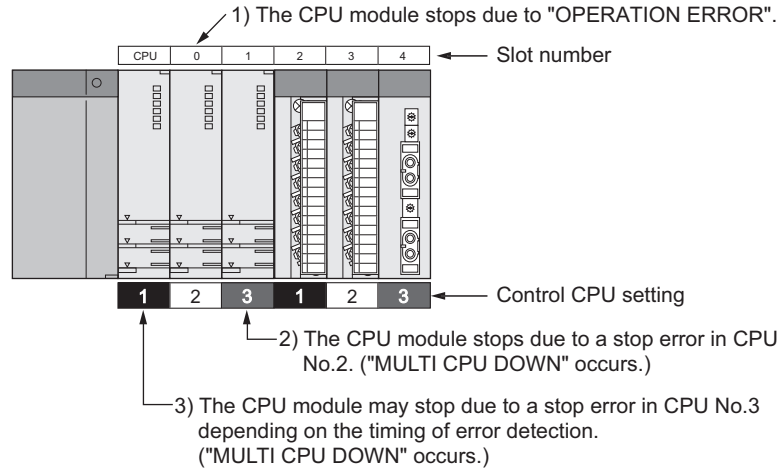 1) The CPU module stops due to "OPERATION ERROR".
CPU 0 1 2 3 4
Slot number
1 2 3 1 2 3
Control CPU setting
2) The CPU module stops due to a stop error in CPU
No.2. ("MULTI CPU DOWN" occurs.)
3) The CPU module may stop due to a stop error in CPU No.3
depending on the timing of error detection.
("MULTI CPU DOWN" occurs.)